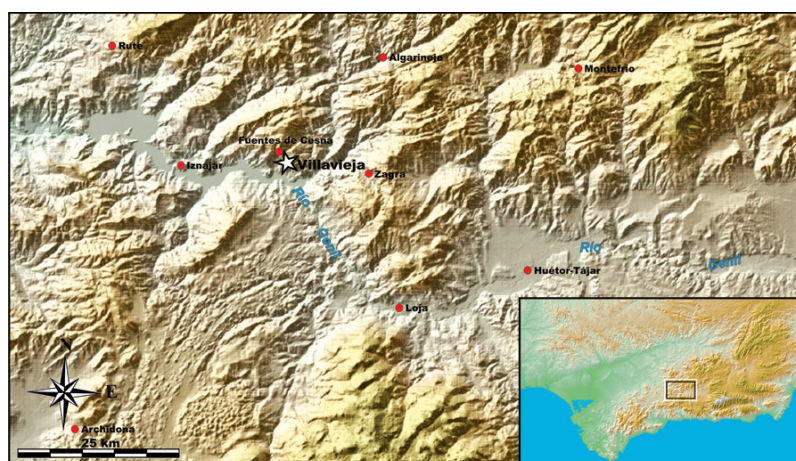 Rute
Algarinejo
Montefrío
Fuentes de Cesna
Villavieja
Iznájar
Zagra
Río
Genil
Río
Genil
Huétor-Tájar
Loja
N
E
Archidona
25 km